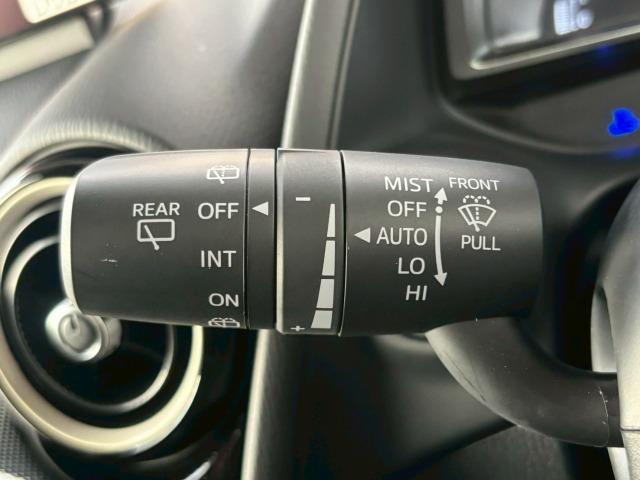 REAR
OFF
INT
ON
−
+
MIST
OFF
AUTO
LO
HI
FRONT
PULL